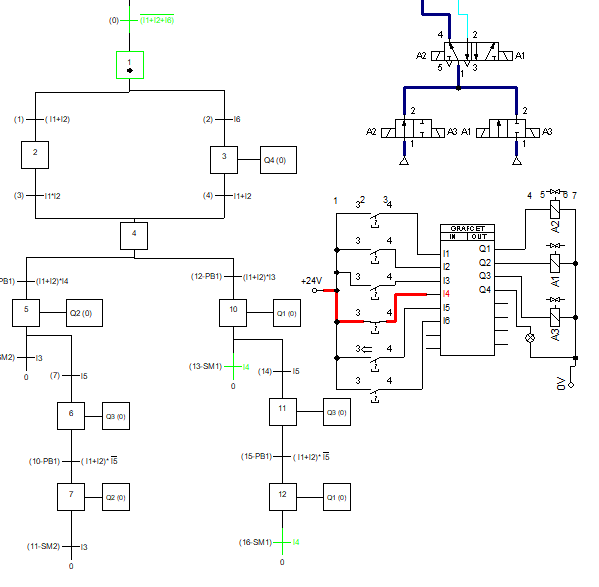 (0) (I1+I2+I6)
1
(1) ( I1+I2)
(2) I6
2
3
Q4 (0)
(3) I1*I2
(4) I1+I2
4
PB1) (I1+I2)*I4
(12-PB1) (I1+I2)*I3
5
Q2 (0)
10
Q1 (0)
SM2) I3
0
(7) I5
(13-SM1) I4
0
(14) I5
6
Q3 (0)
11
Q3 (0)
(10-PB1) ( I1+I2)* I5
(15-PB1) ( I1+I2)* I5
7
Q2 (0)
12
Q1 (0)
(11-SM2) I3
0
(16-SM1) I4
0
4 2
A2 A1
5 1 3
2 2
A2 A3 A1 A3
1 1
1 3 2 3 4
3 4
3 4
3 4
3 4
3 4
+24V
GRAFCET
IN OUT
I1
I2
I3
I4
I5
I6
Q1
Q2
Q3
Q4
4 5 6 7
A2
A1
A3
0V